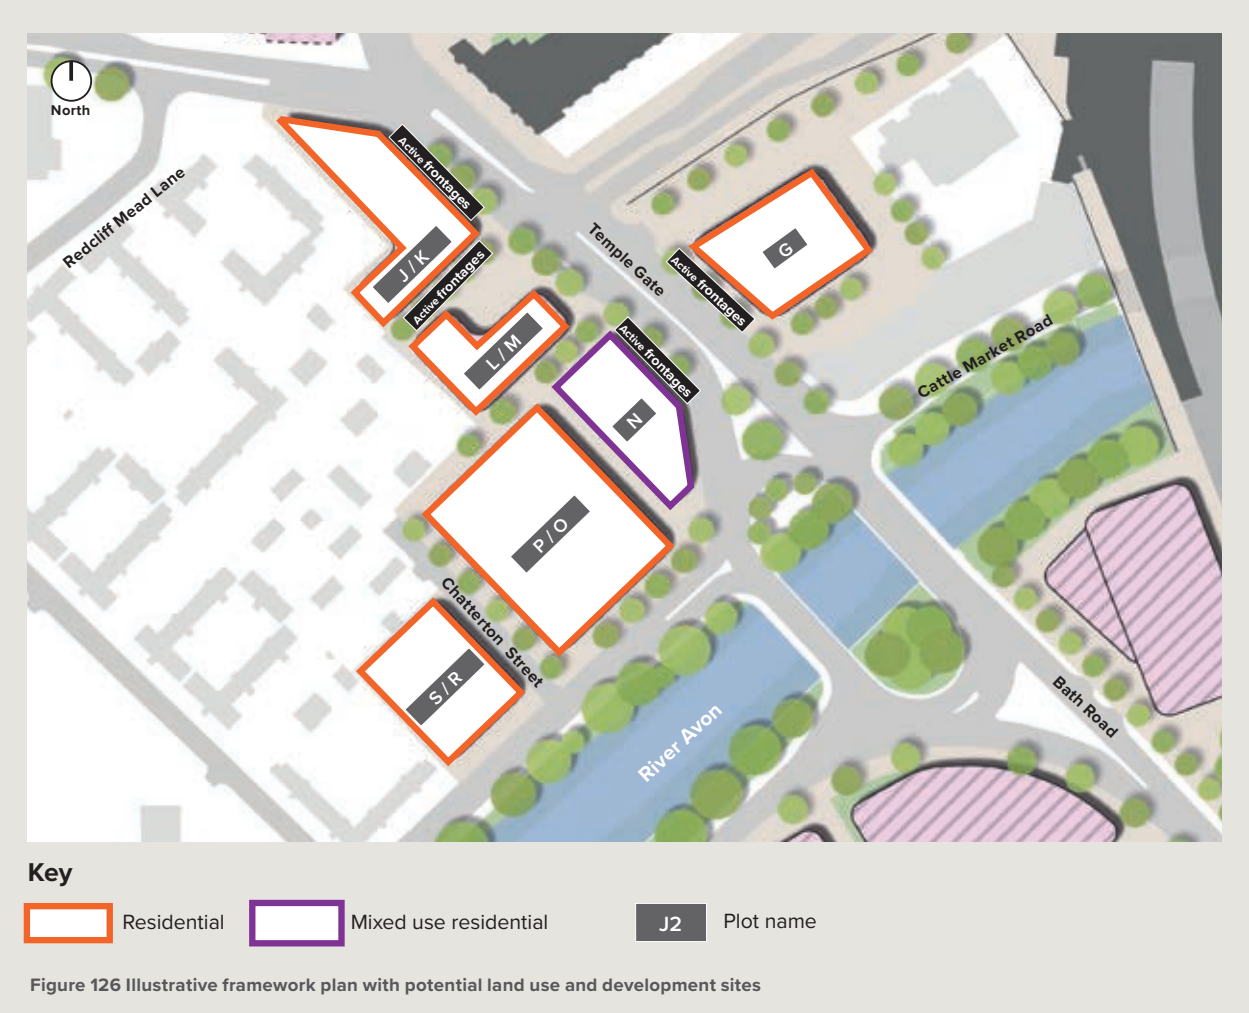 North
Redcliff Mead Lane
Active frontages
J / K
Active frontages
Temple Gate
G
Active frontages
L / M
Active frontages
N
Cattle Market Road
P / O
Chatterton Street
S / R
River Avon
Bath Road
Key
Residential
Mixed use residential
J2
Plot name
Figure 126 Illustrative framework plan with potential land use and development sites